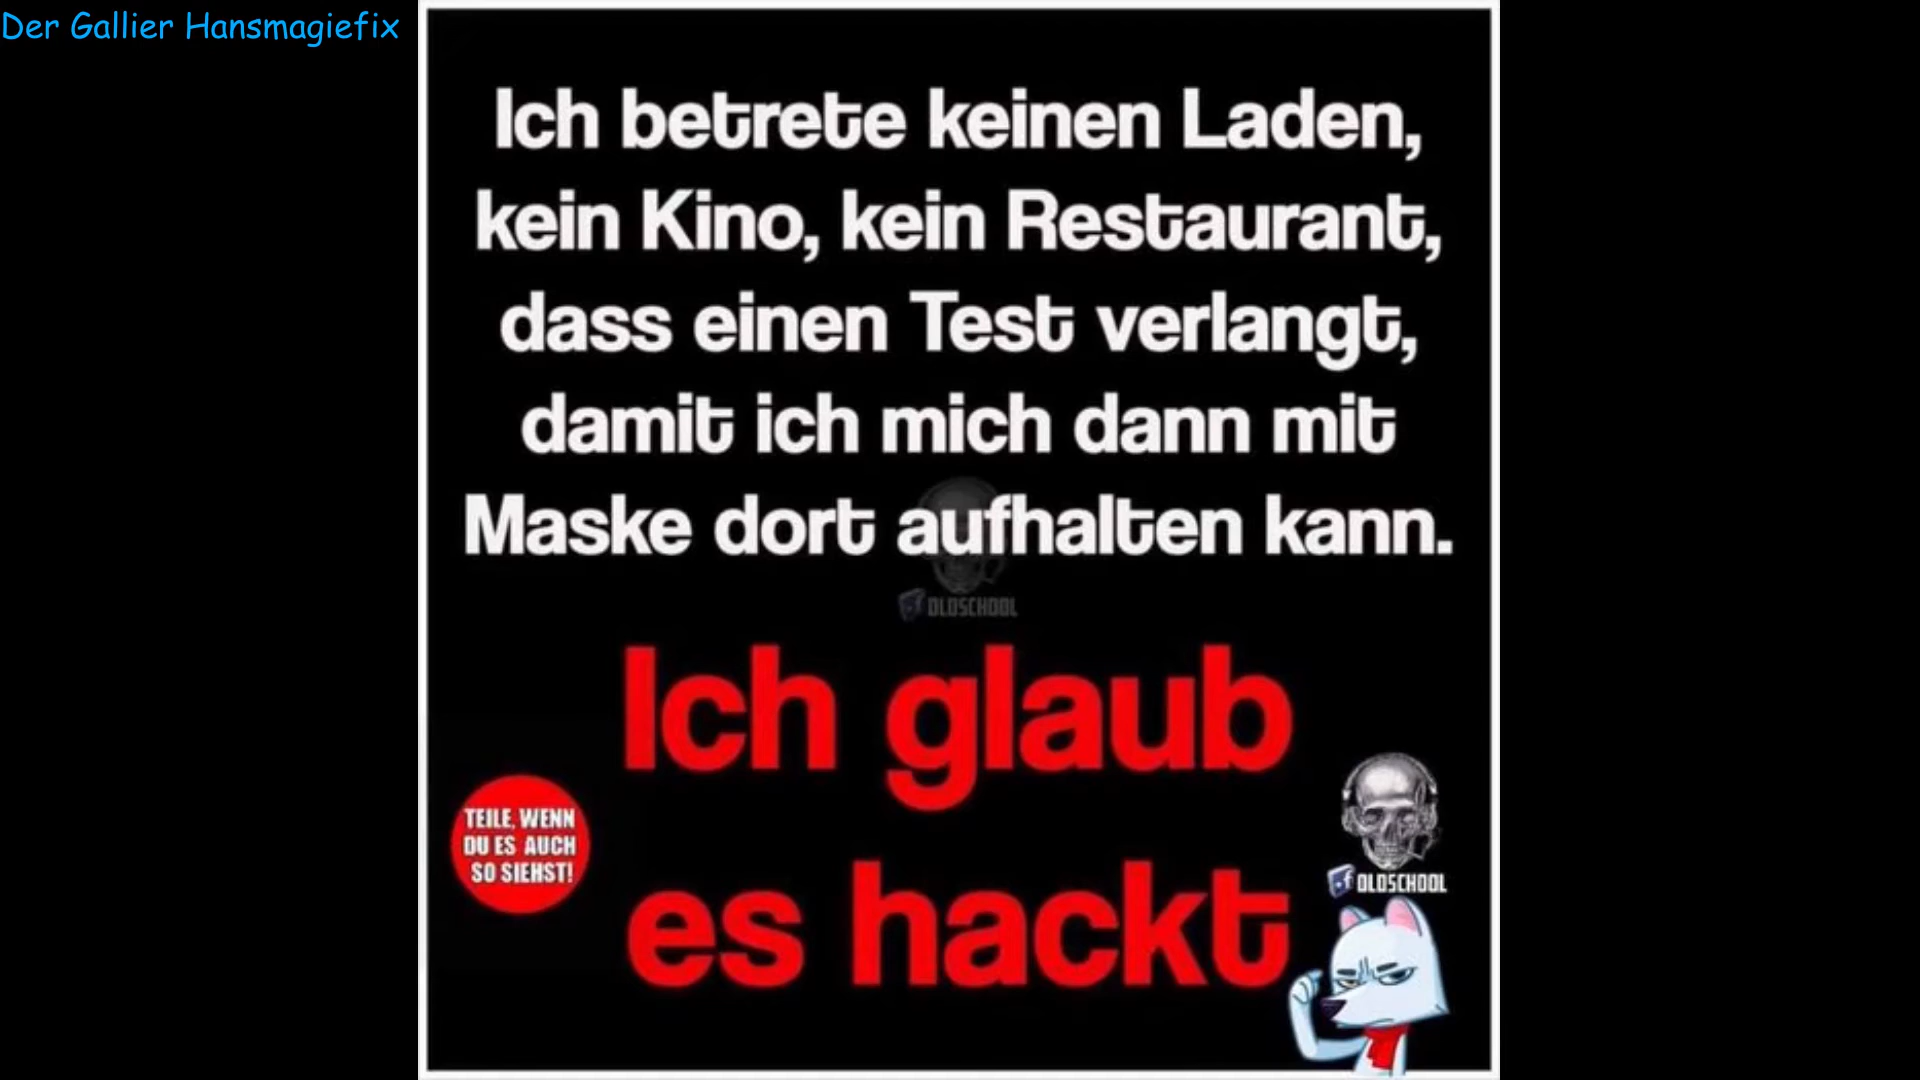 Der Gallier Hansmagiefix
Ich betrete keinen Laden,
kein Kino, kein Restaurant,
dass einen Test verlangt,
damit ich mich dann mit
Maske dort aufhalten kann.
OLDSCHOOL
Ich glaub
es hackt
TEILE, WENN
DU ES AUCH
SO SIEHST!
OLDSCHOOL